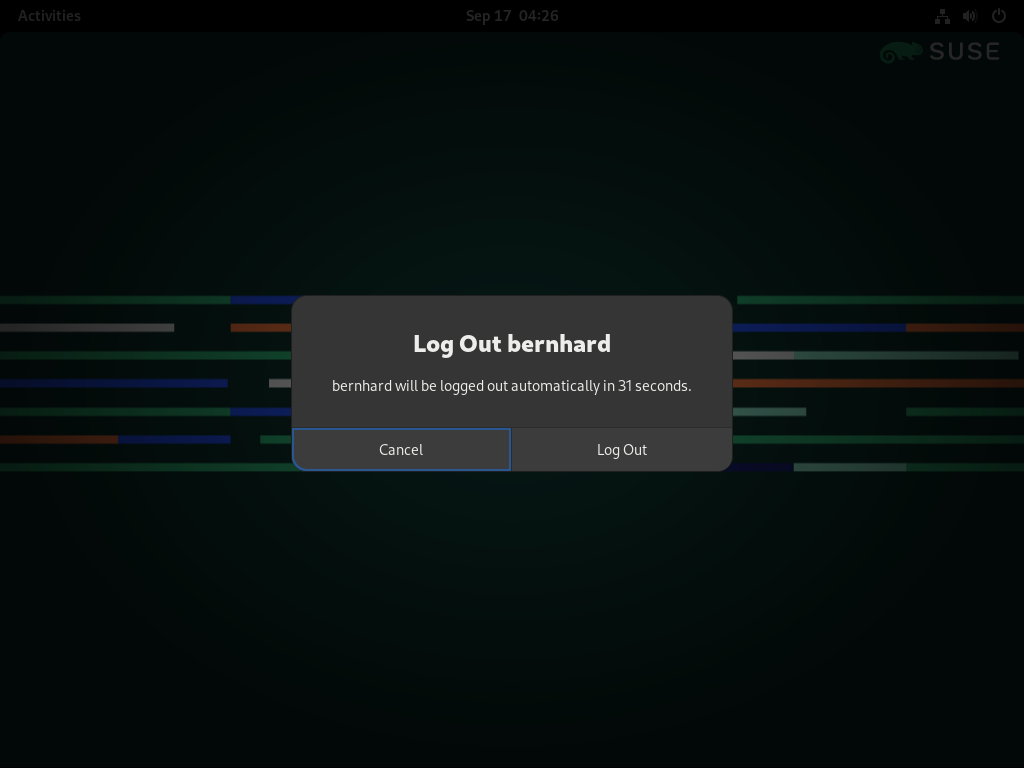 Activities
Sep 17 04:26
SUSE
Log Out bernhard
bernhard will be logged out automatically in 31 seconds.
Cancel
Log Out